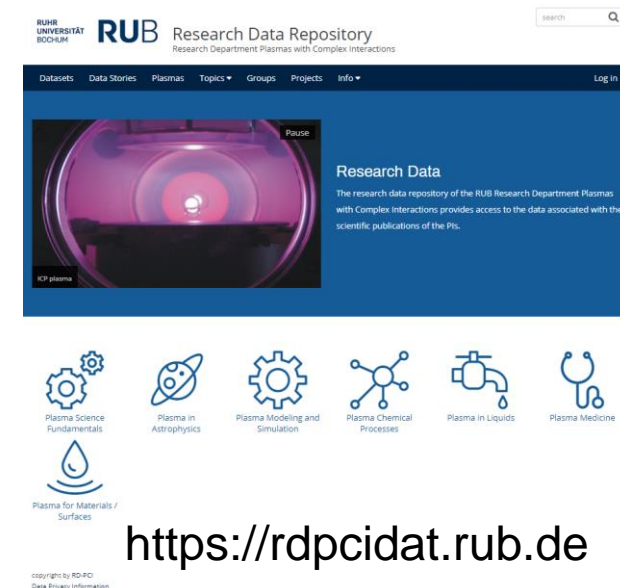 RUHR
UNIVERSITÄT
BOCHUM
RUB
Research Data Repository
Research Department Plasmas with Complex Interactions
search
Datasets Data Stories Plasmas Topics Groups Projects Info Log in
Pause
ICP plasma
Research Data
The research data repository of the RUB Research Department Plasmas
with Complex Interactions provides access to the data associated with the
scientific publications of the PIs.
Plasma Science
Fundamentals
Plasma in
Astrophysics
Plasma Modeling and
Simulation
Plasma Chemical
Processes
Plasma in Liquids
Plasma Medicine
Plasma for Materials /
Surfaces
https://rdpcidat.rub.de
copyright by RD-PCI
Data Privacy Information